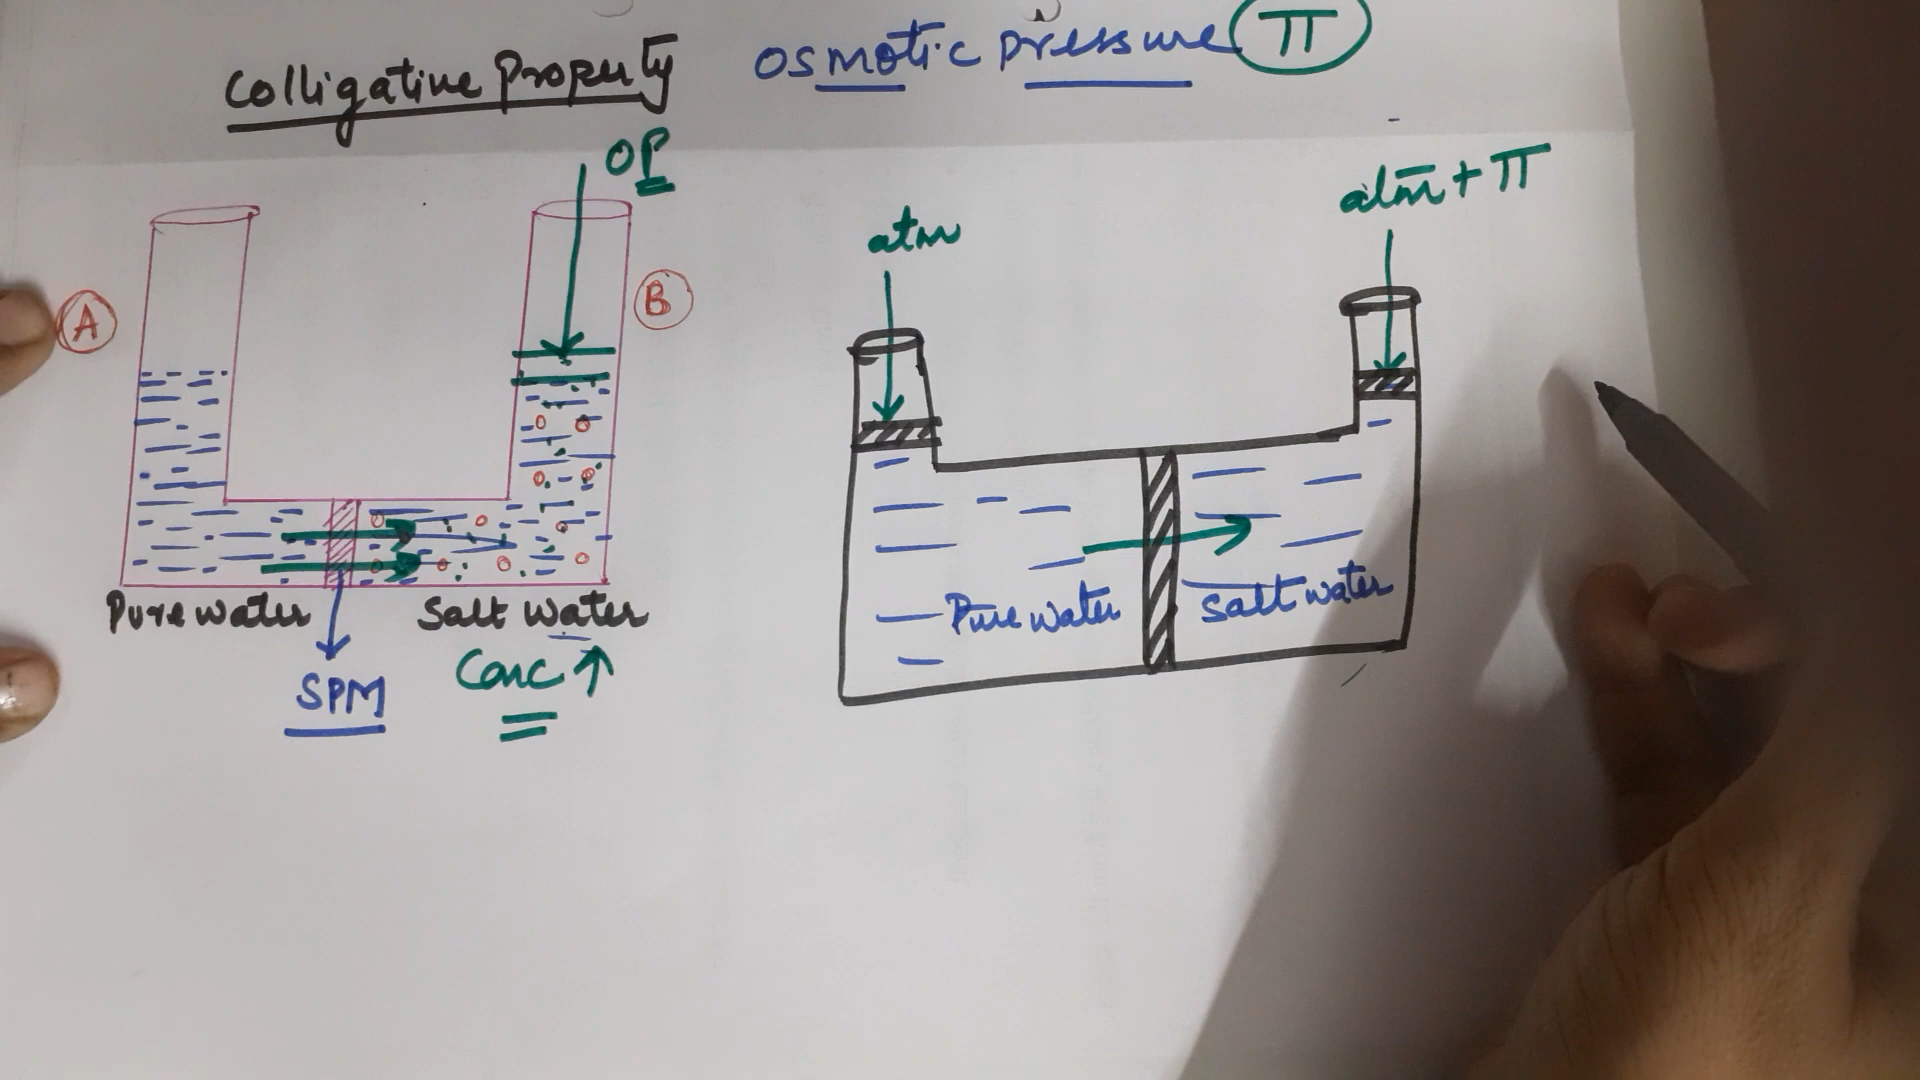 Colligative Property
Osmotic Pressure π
OP
A
B
Pure water
Salt water
SPM
Conc ↑
atm
atm + π
Pure water
Salt water